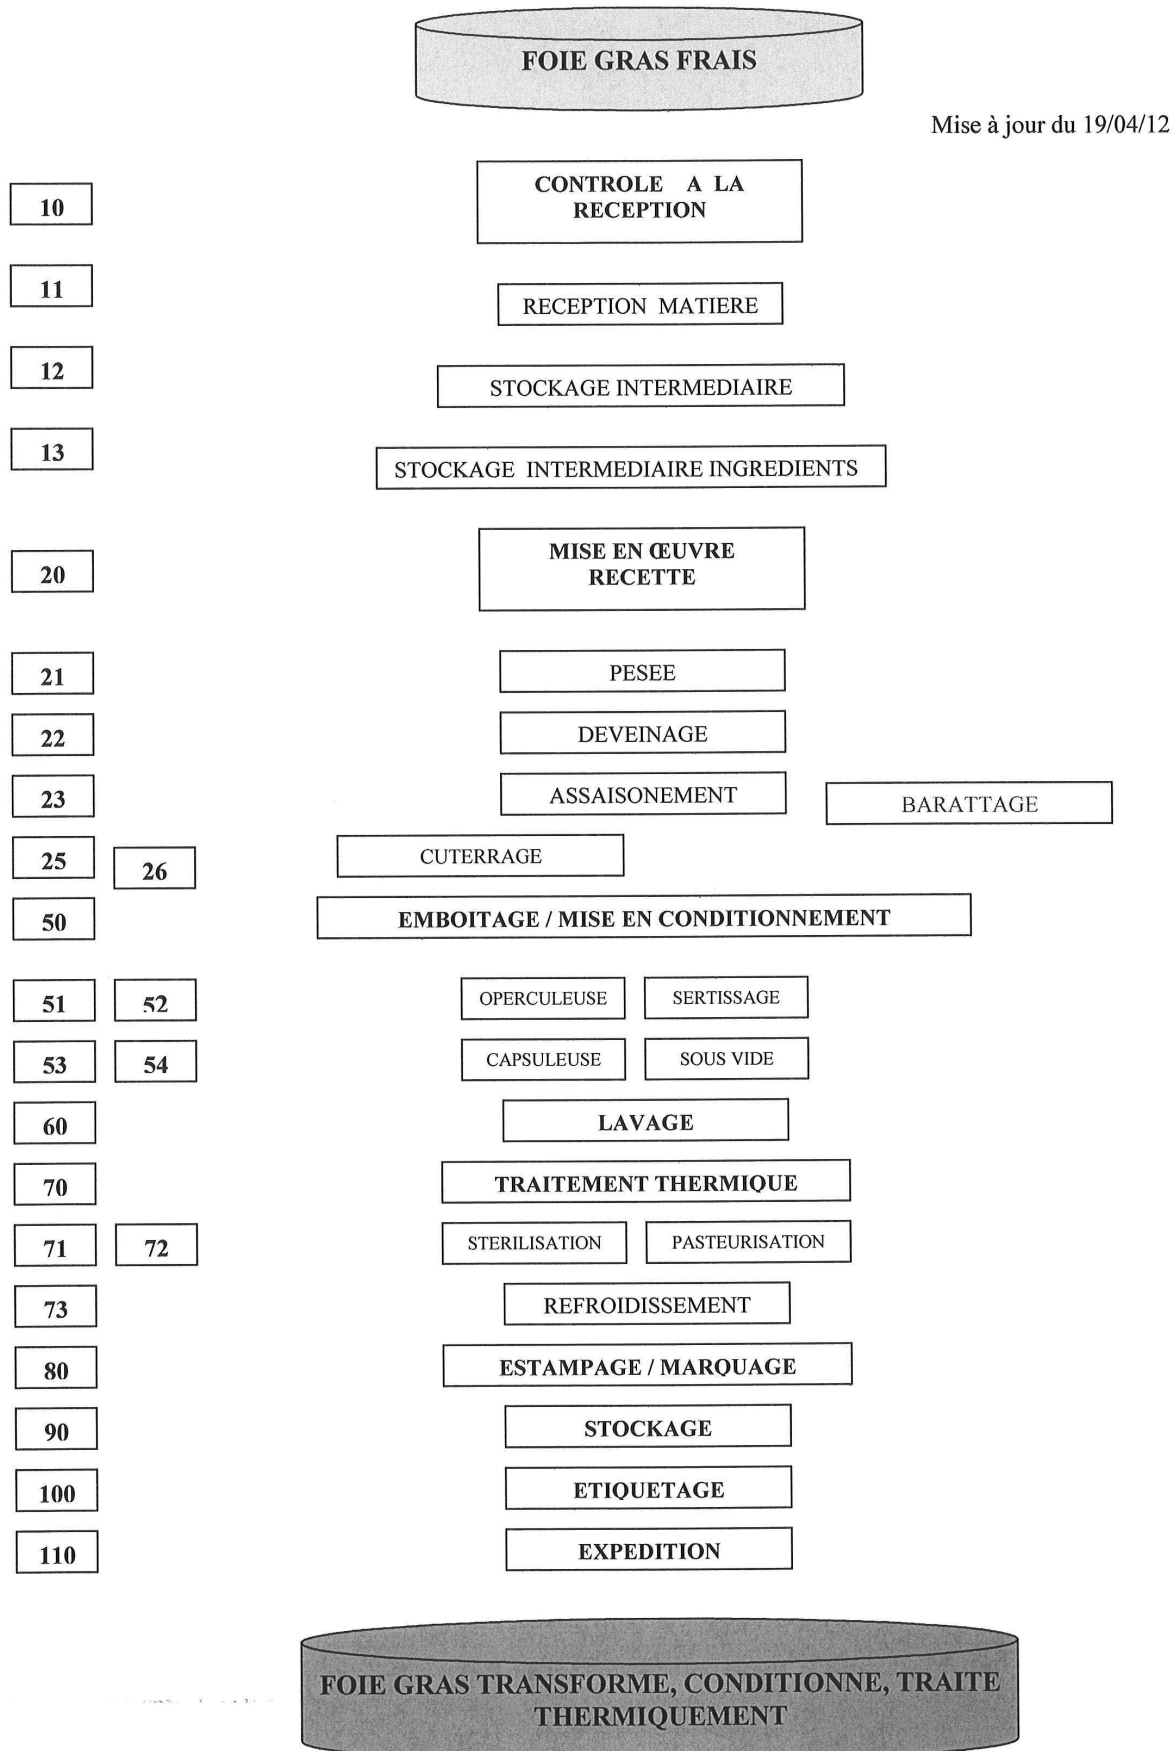 FOIE GRAS FRAIS
Mise à jour du 19/04/12
10
CONTROLE A LA
RECEPTION
11
RECEPTION MATIERE
12
STOCKAGE INTERMEDIAIRE
13
STOCKAGE INTERMEDIAIRE INGREDIENTS
20
MISE EN ŒUVRE
RECETTE
21
PESEE
22
DEVEINAGE
23
ASSAISONEMENT
BARATTAGE
25
26
CUTERRAGE
50
EMBOITAGE / MISE EN CONDITIONNEMENT
51
52
OPERCULEUSE
SERTISSAGE
53
54
CAPSULEUSE
SOUS VIDE
60
LAVAGE
70
TRAITEMENT THERMIQUE
71
72
STERILISATION
PASTEURISATION
73
REFROIDISSEMENT
80
ESTAMPAGE / MARQUAGE
90
STOCKAGE
100
ETIQUETAGE
110
EXPEDITION
FOIE GRAS TRANSFORME, CONDITIONNE, TRAITE
THERMIQUEMENT